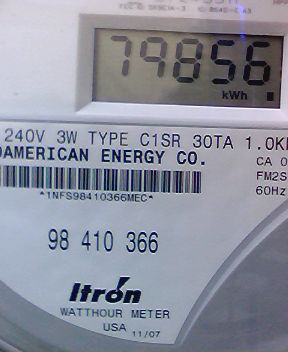 79856
kWh
240V 3W TYPE C1SR 30TA 1.0K
AMERICAN ENERGY CO.
CA 0
FM2S
60Hz
*1NFS98410366MEC*
98 410 366
Itron
WATTHOUR METER
USA 11/07